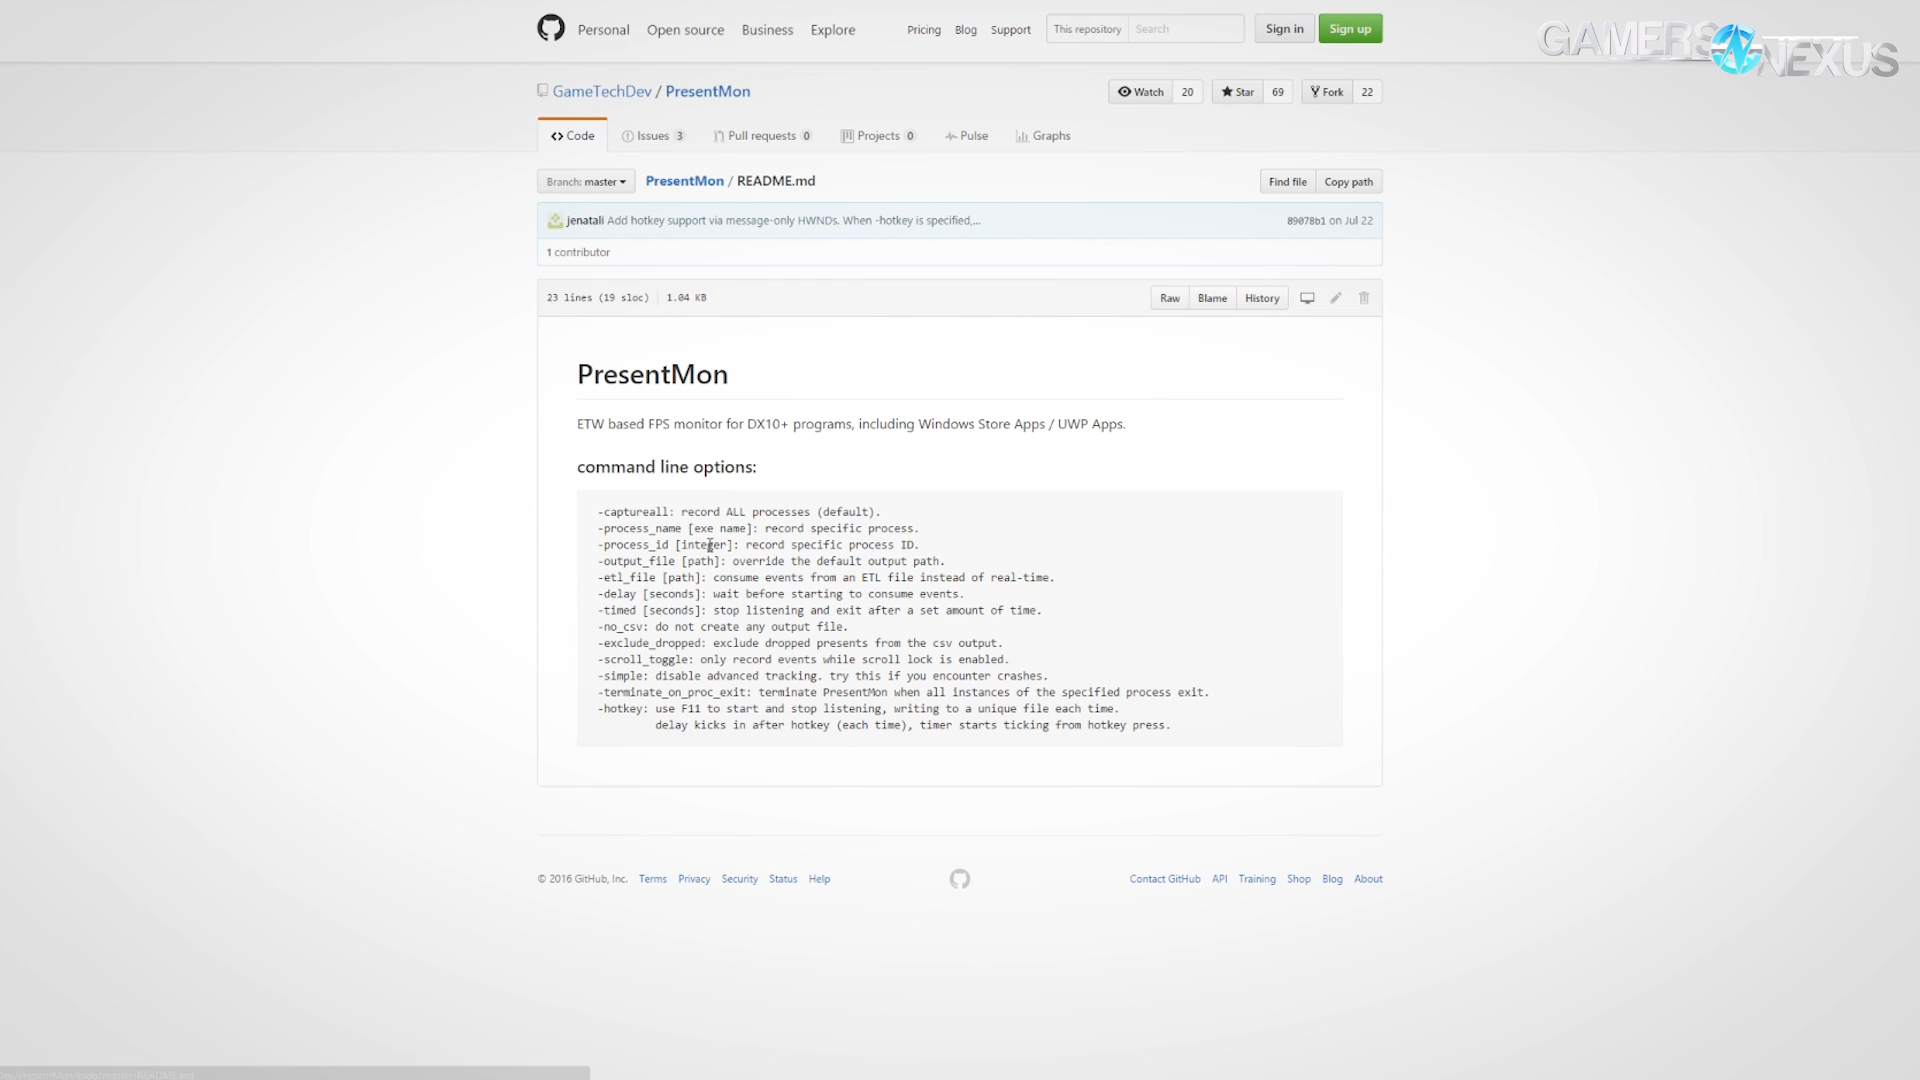 Personal Open source Business Explore Pricing Blog Support This repository Search Sign in Sign up
GAMERS NEXUS
GameTechDev / PresentMon Watch 20 Star 69 Fork 22
Code Issues 3 Pull requests 0 Projects 0 Pulse Graphs
Branch: master PresentMon / README.md Find file Copy path
jenatali Add hotkey support via message-only HWNDs. When -hotkey is specified,... 89078b1 on Jul 22
1 contributor
23 lines (19 sloc) 1.04 KB Raw Blame History
PresentMon
ETW based FPS monitor for DX10+ programs, including Windows Store Apps / UWP Apps.
command line options:
-captureall: record ALL processes (default).
-process_name [exe name]: record specific process.
-process_id [integer]: record specific process ID.
-output_file [path]: override the default output path.
-etl_file [path]: consume events from an ETL file instead of real-time.
-delay [seconds]: wait before starting to consume events.
-timed [seconds]: stop listening and exit after a set amount of time.
-no_csv: do not create any output file.
-exclude_dropped: exclude dropped presents from the csv output.
-scroll_toggle: only record events while scroll lock is enabled.
-simple: disable advanced tracking. try this if you encounter crashes.
-terminate_on_proc_exit: terminate PresentMon when all instances of the specified process exit.
-hotkey: use F11 to start and stop listening, writing to a unique file each time.
delay kicks in after hotkey (each time), timer starts ticking from hotkey press.
© 2016 GitHub, Inc. Terms Privacy Security Status Help Contact GitHub API Training Shop Blog About